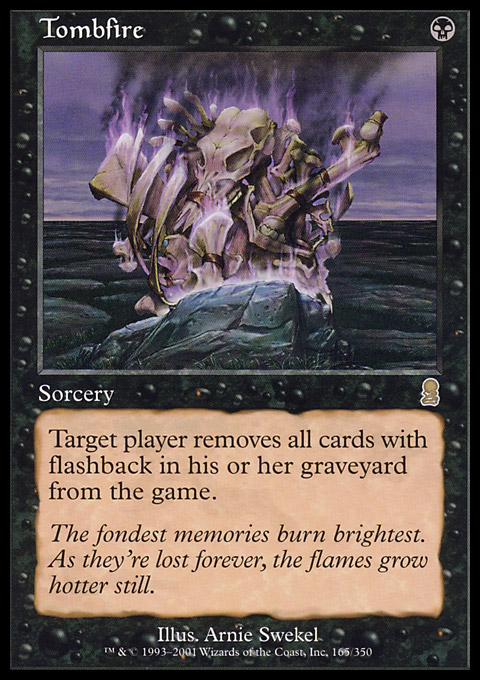 Tombfire
Sorcery
Target player removes all cards with
flashback in his or her graveyard
from the game.
The fondest memories burn brightest.
As they're lost forever, the flames grow
hotter still.
Illus. Arnie Swekel
™ & © 1993–2001 Wizards of the Coast, Inc. 165/350